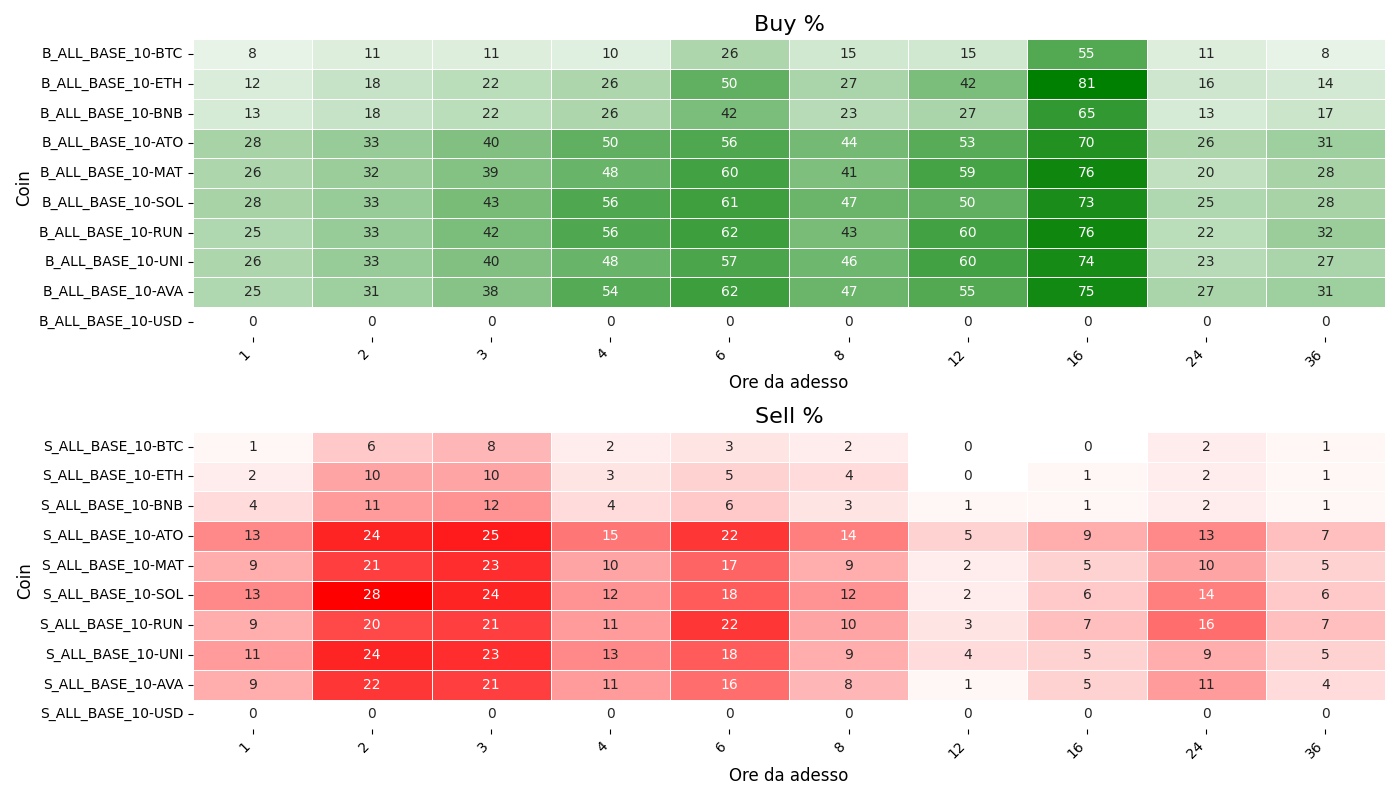 Buy %
Coin
B_ALL_BASE_10-BTC 8 11 11 10 26 15 15 55 11 8
B_ALL_BASE_10-ETH 12 18 22 26 50 27 42 81 16 14
B_ALL_BASE_10-BNB 13 18 22 26 42 23 27 65 13 17
B_ALL_BASE_10-ATO 28 33 40 50 56 44 53 70 26 31
B_ALL_BASE_10-MAT 26 32 39 48 60 41 59 76 20 28
B_ALL_BASE_10-SOL 28 33 43 56 61 47 50 73 25 28
B_ALL_BASE_10-RUN 25 33 42 56 62 43 60 76 22 32
B_ALL_BASE_10-UNI 26 33 40 48 57 46 60 74 23 27
B_ALL_BASE_10-AVA 25 31 38 54 62 47 55 75 27 31
B_ALL_BASE_10-USD 0 0 0 0 0 0 0 0 0 0
1 2 3 4 6 8 12 16 24 36
Ore da adesso
Sell %
Coin
S_ALL_BASE_10-BTC 1 6 8 2 3 2 0 0 2 1
S_ALL_BASE_10-ETH 2 10 10 3 5 4 0 1 2 1
S_ALL_BASE_10-BNB 4 11 12 4 6 3 1 1 2 1
S_ALL_BASE_10-ATO 13 24 25 15 22 14 5 9 13 7
S_ALL_BASE_10-MAT 9 21 23 10 17 9 2 5 10 5
S_ALL_BASE_10-SOL 13 28 24 12 18 12 2 6 14 6
S_ALL_BASE_10-RUN 9 20 21 11 22 10 3 7 16 7
S_ALL_BASE_10-UNI 11 24 23 13 18 9 4 5 9 5
S_ALL_BASE_10-AVA 9 22 21 11 16 8 1 5 11 4
S_ALL_BASE_10-USD 0 0 0 0 0 0 0 0 0 0
1 2 3 4 6 8 12 16 24 36
Ore da adesso